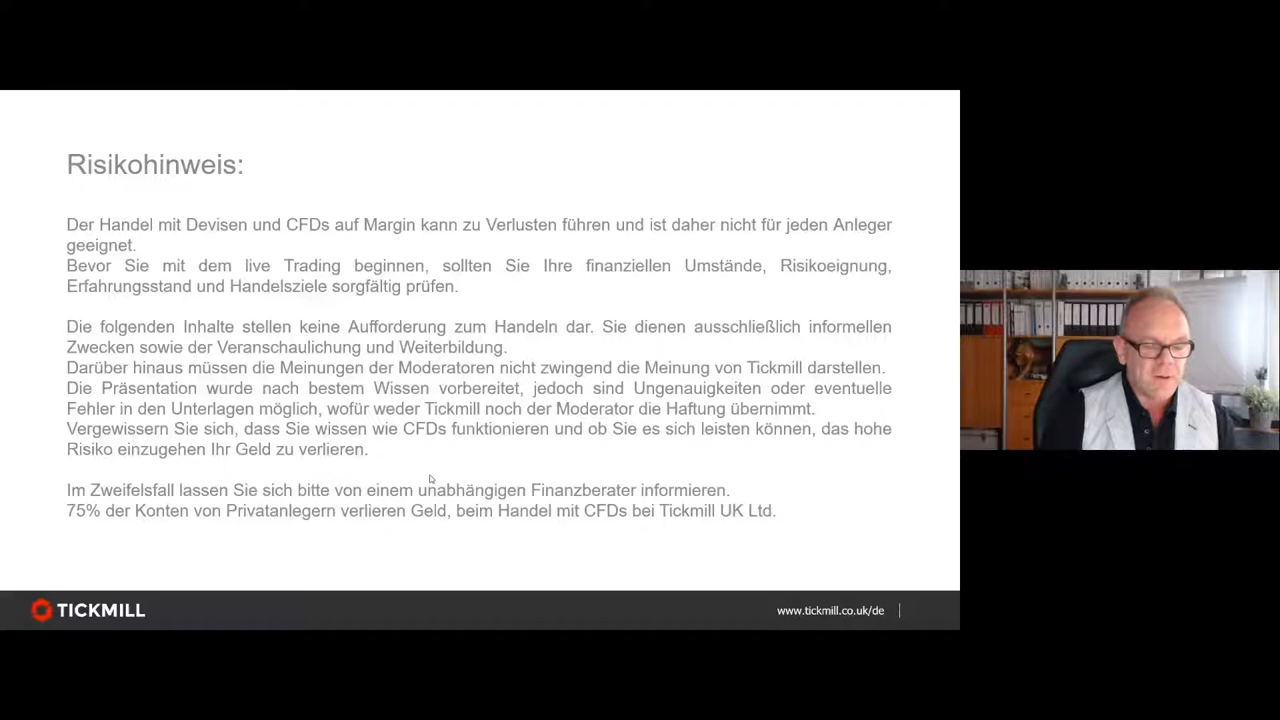 Risikohinweis:
Der Handel mit Devisen und CFDs auf Margin kann zu Verlusten führen und ist daher nicht für jeden Anleger
geeignet.
Bevor Sie mit dem live Trading beginnen, sollten Sie Ihre finanziellen Umstände, Risikoeignung,
Erfahrungsstand und Handelsziele sorgfältig prüfen.
Die folgenden Inhalte stellen keine Aufforderung zum Handeln dar. Sie dienen ausschließlich informellen
Zwecken sowie der Veranschaulichung und Weiterbildung.
Darüber hinaus müssen die Meinungen der Moderatoren nicht zwingend die Meinung von Tickmill darstellen.
Die Präsentation wurde nach bestem Wissen vorbereitet, jedoch sind Ungenauigkeiten oder eventuelle
Fehler in den Unterlagen möglich, wofür weder Tickmill noch der Moderator die Haftung übernimmt.
Vergewissern Sie sich, dass Sie wissen wie CFDs funktionieren und ob Sie es sich leisten können, das hohe
Risiko einzugehen Ihr Geld zu verlieren.
Im Zweifelsfall lassen Sie sich bitte von einem unabhängigen Finanzberater informieren.
75% der Konten von Privatanlegern verlieren Geld, beim Handel mit CFDs bei Tickmill UK Ltd.
TICKMILL
www.tickmill.co.uk/de